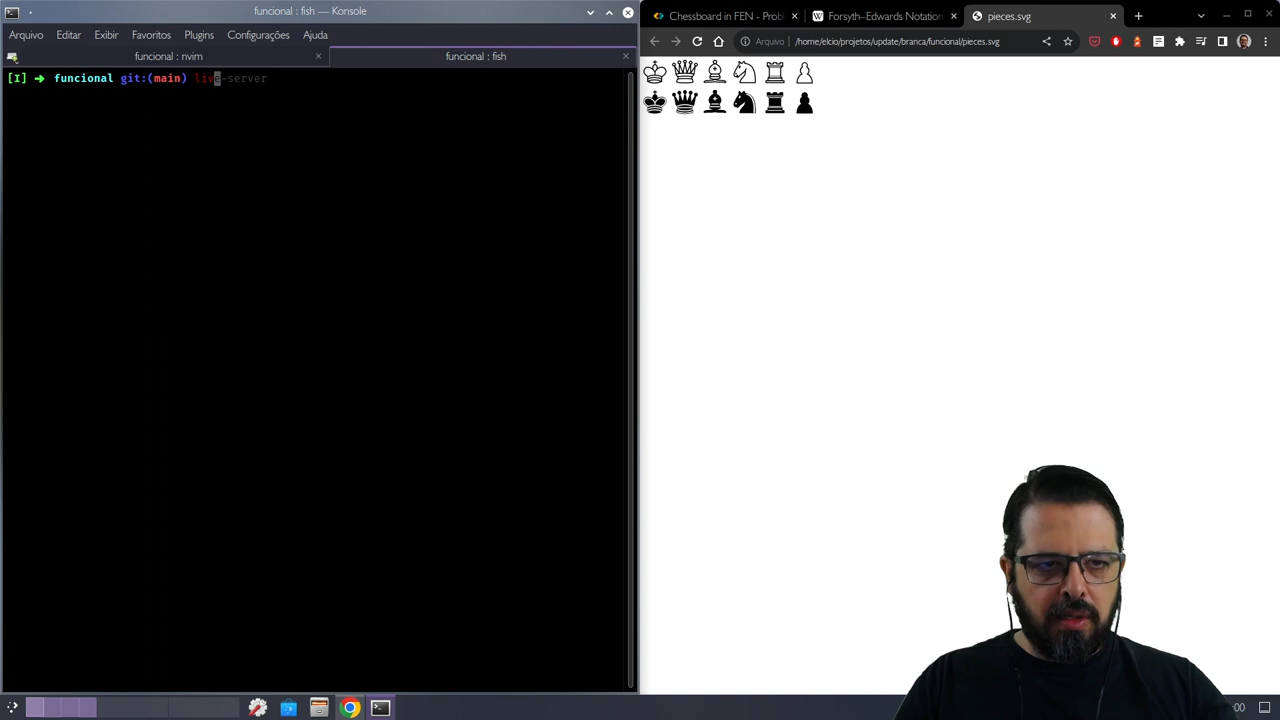 funcional : fish — Konsole
Arquivo Editar Exibir Favoritos Plugins Configurações Ajuda
funcional : nvim
funcional : fish
[I] ➜ funcional git:(main) live-server
Chessboard in FEN - Prob
Forsyth–Edwards Notation
pieces.svg
Arquivo /home/elcio/projetos/update/branca/funcional/pieces.svg
:00